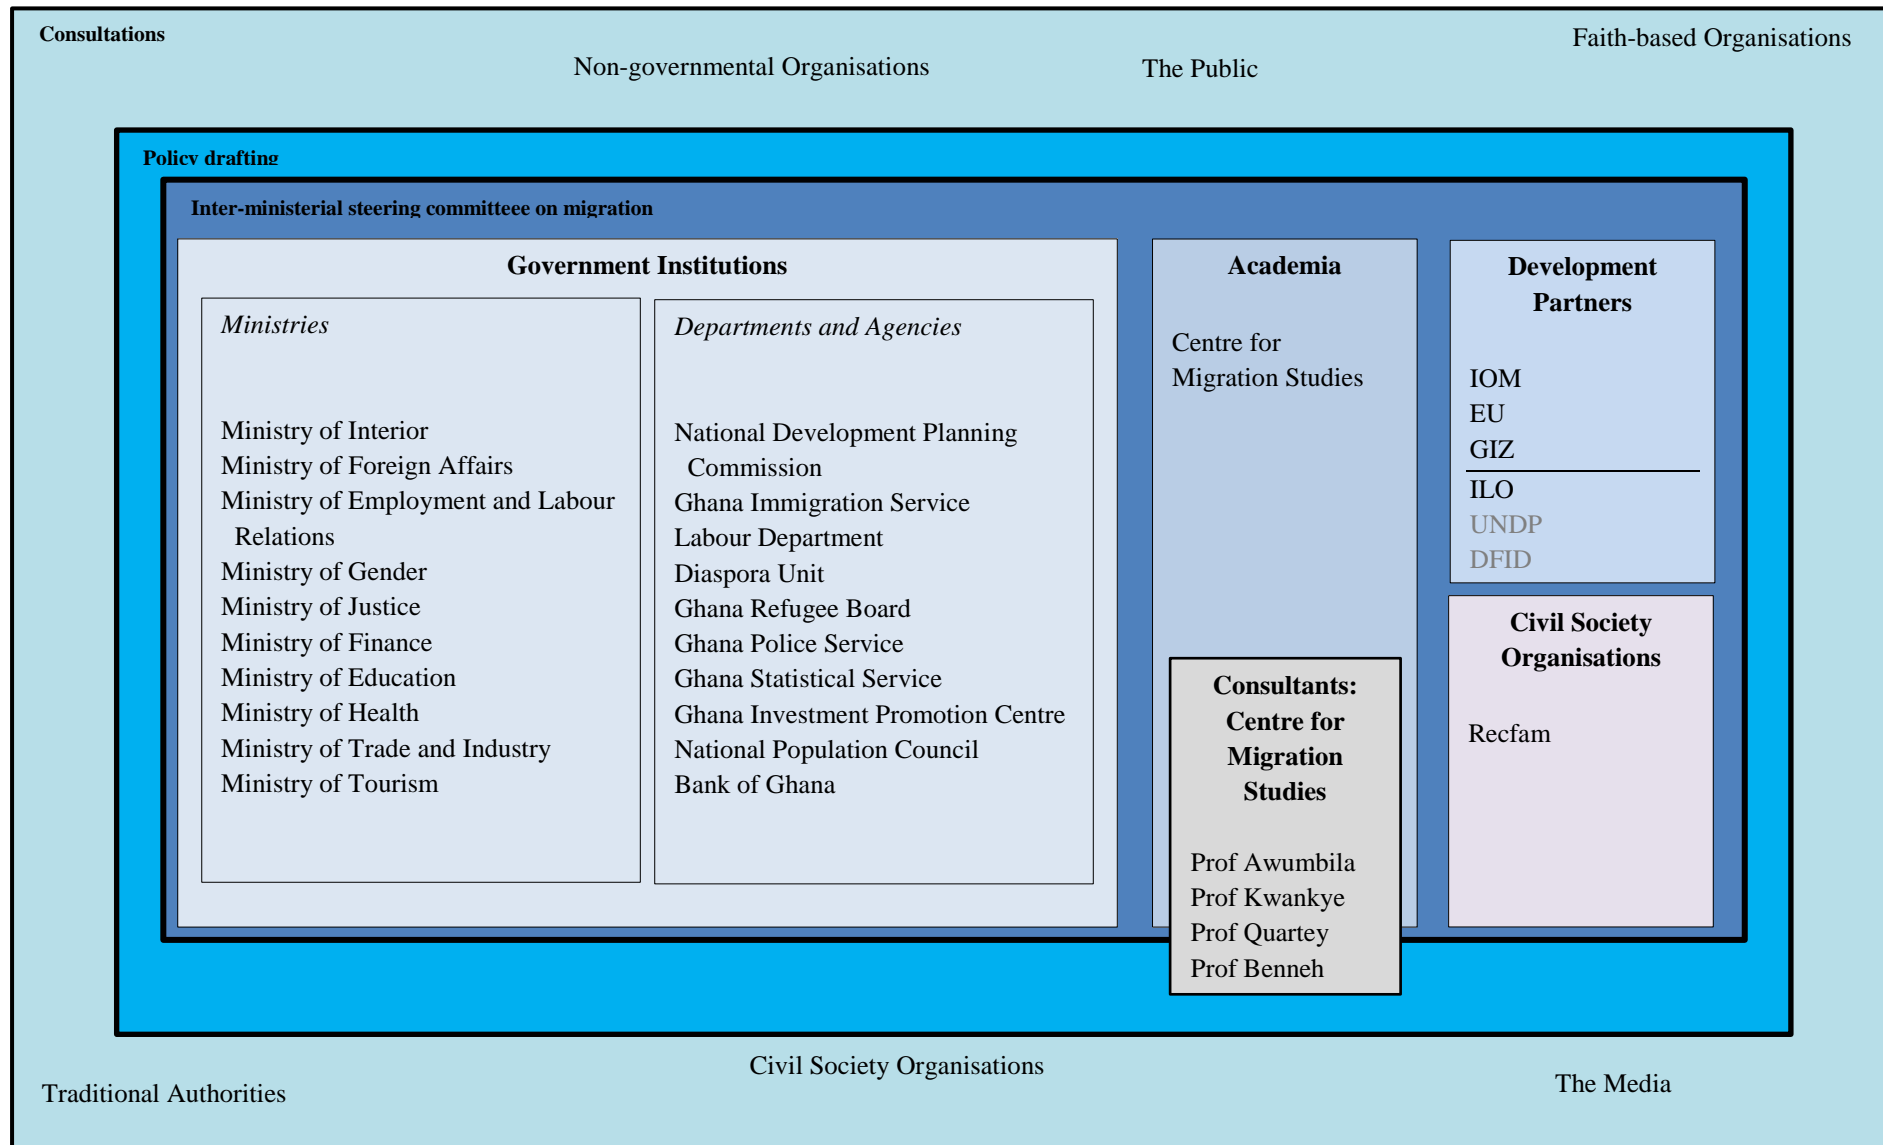 Consultations
Faith-based Organisations
Non-governmental Organisations
The Public
Policy drafting
Inter-ministerial steering committeee on migration
Government Institutions
Ministries
Ministry of Interior
Ministry of Foreign Affairs
Ministry of Employment and Labour
Relations
Ministry of Gender
Ministry of Justice
Ministry of Finance
Ministry of Education
Ministry of Health
Ministry of Trade and Industry
Ministry of Tourism
Departments and Agencies
National Development Planning
Commission
Ghana Immigration Service
Labour Department
Diaspora Unit
Ghana Refugee Board
Ghana Police Service
Ghana Statistical Service
Ghana Investment Promotion Centre
National Population Council
Bank of Ghana
Academia
Centre for
Migration Studies
Consultants:
Centre for
Migration
Studies
Prof Awumbila
Prof Kwankye
Prof Quartey
Prof Benneh
Development
Partners
IOM
EU
GIZ
ILO
UNDP
DFID
Civil Society
Organisations
Recfam
Civil Society Organisations
Traditional Authorities
The Media